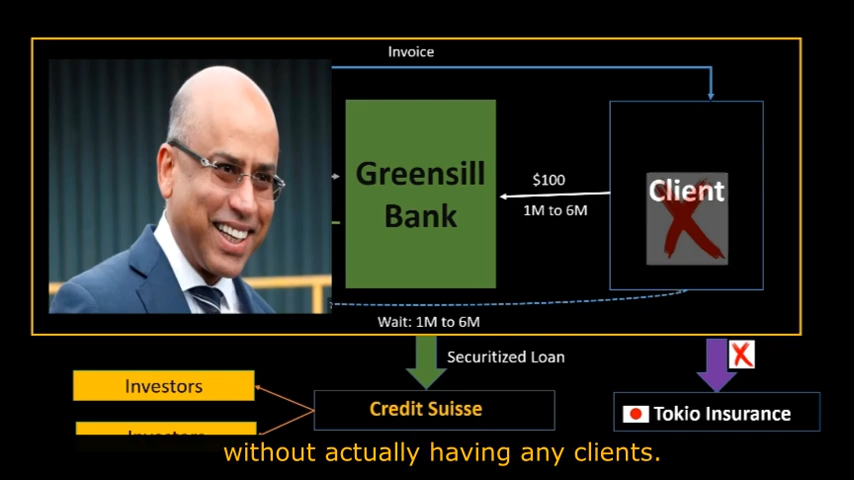 Invoice
Greensill
Bank
$100
1M to 6M
Client
Wait: 1M to 6M
Securitized Loan
Investors
Credit Suisse
Tokio Insurance
Investors
without actually having any clients.